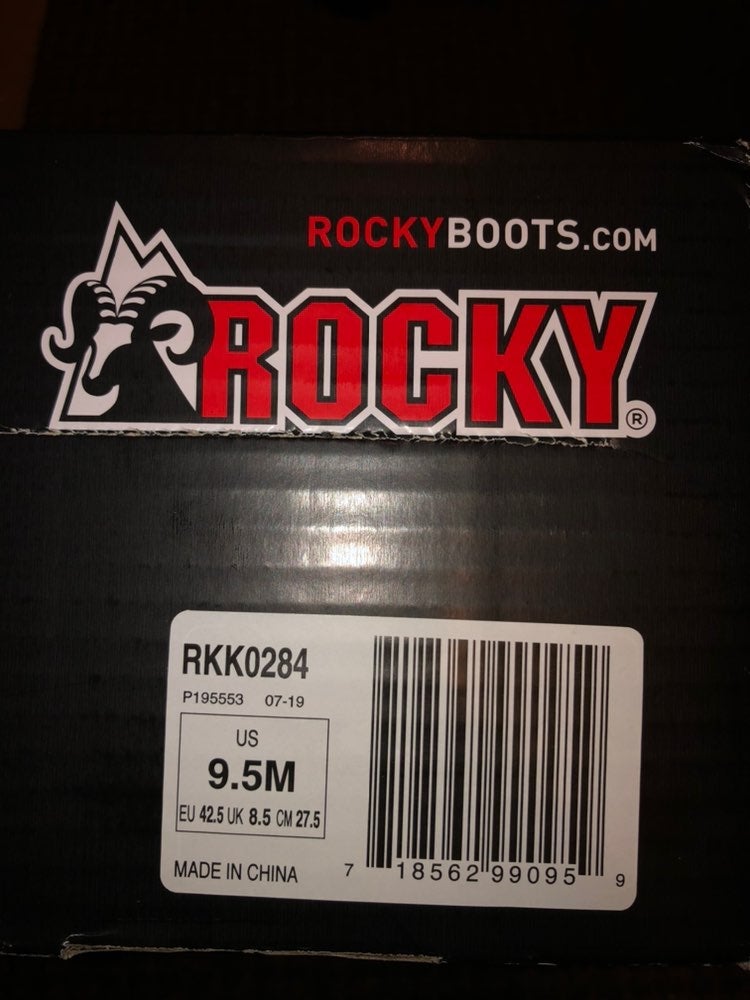 ROCKYBOOTS.COM
ROCKY®
RKK0284
P195553 07-19
US
9.5M
EU 42.5 UK 8.5 CM 27.5
MADE IN CHINA
7 18562 99095 9